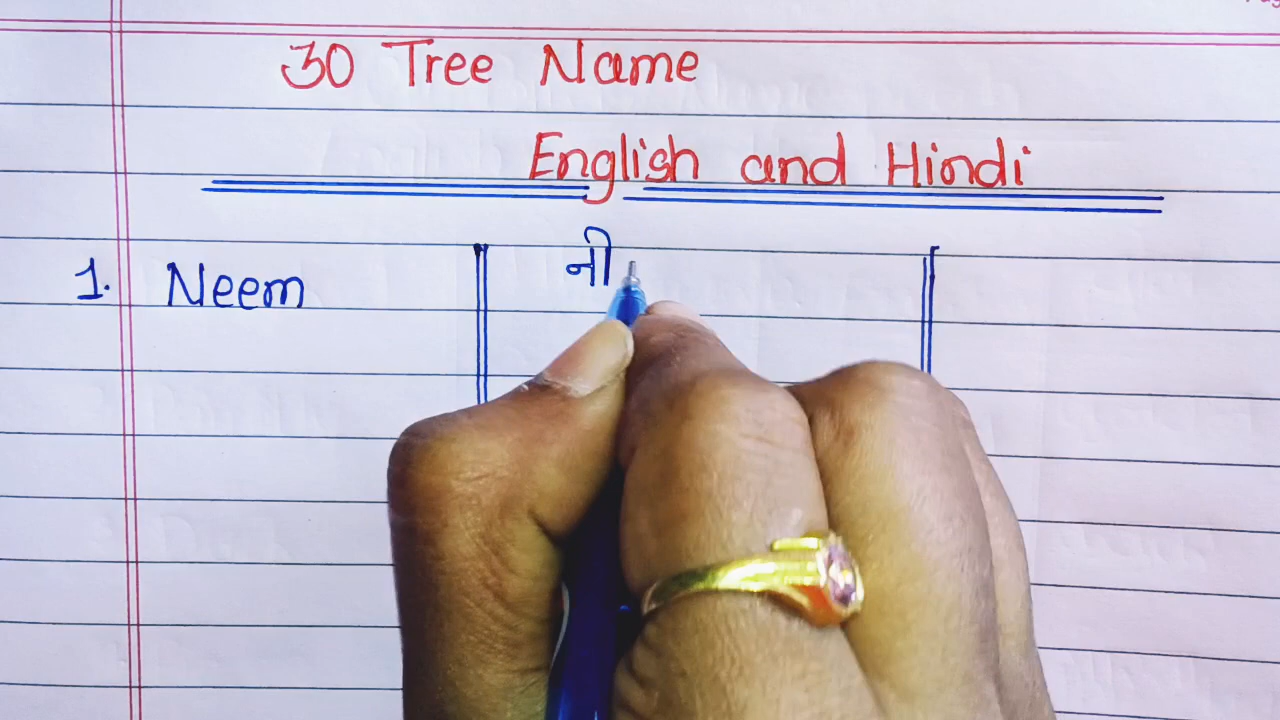 30 Tree Name
English and Hindi
1. Neem नी